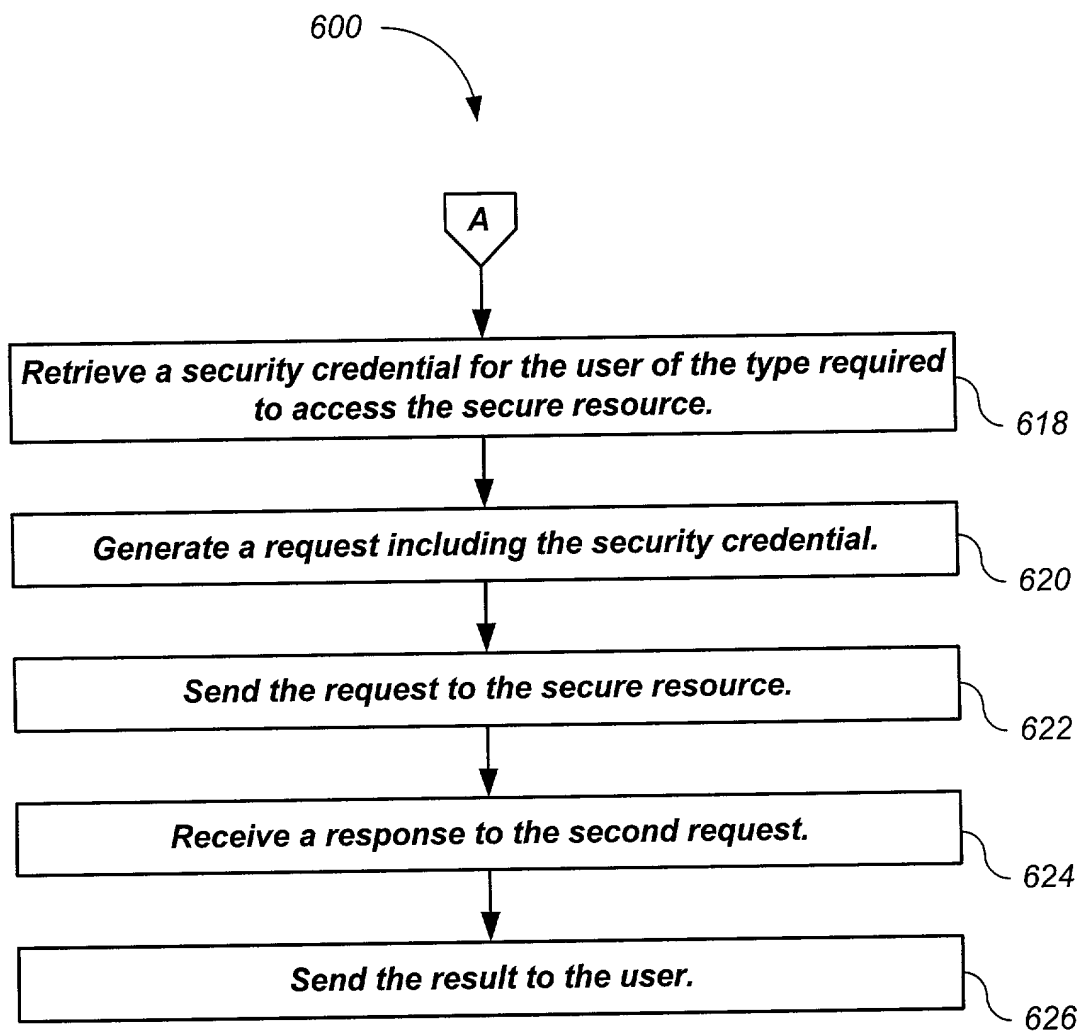 600
A
Retrieve a security credential for the user of the type required
to access the secure resource.
618
Generate a request including the security credential.
620
Send the request to the secure resource.
622
Receive a response to the second request.
624
Send the result to the user.
626